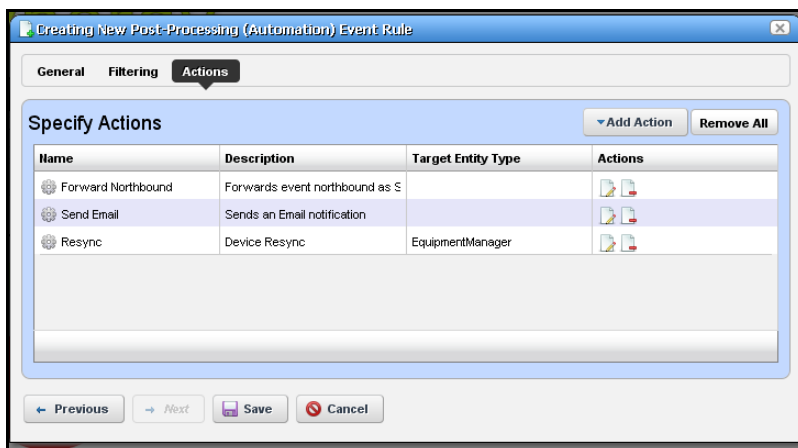 Creating New Post-Processing (Automation) Event Rule
General Filtering Actions
Specify Actions
Add Action Remove All
Name Description Target Entity Type Actions
Forward Northbound Forwards event northbound as S
Send Email Sends an Email notification
Resync Device Resync EquipmentManager
Previous Next Save Cancel